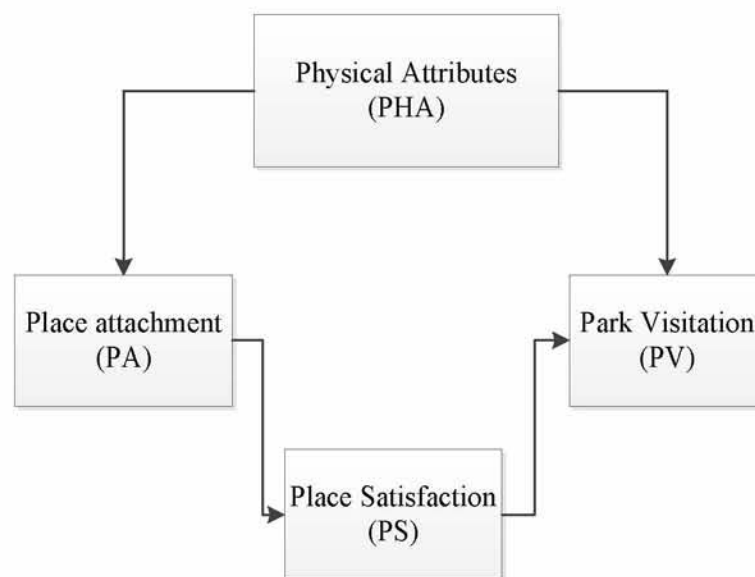 Physical Attributes
(PHA)
Place attachment
(PA)
Park Visitation
(PV)
Place Satisfaction
(PS)